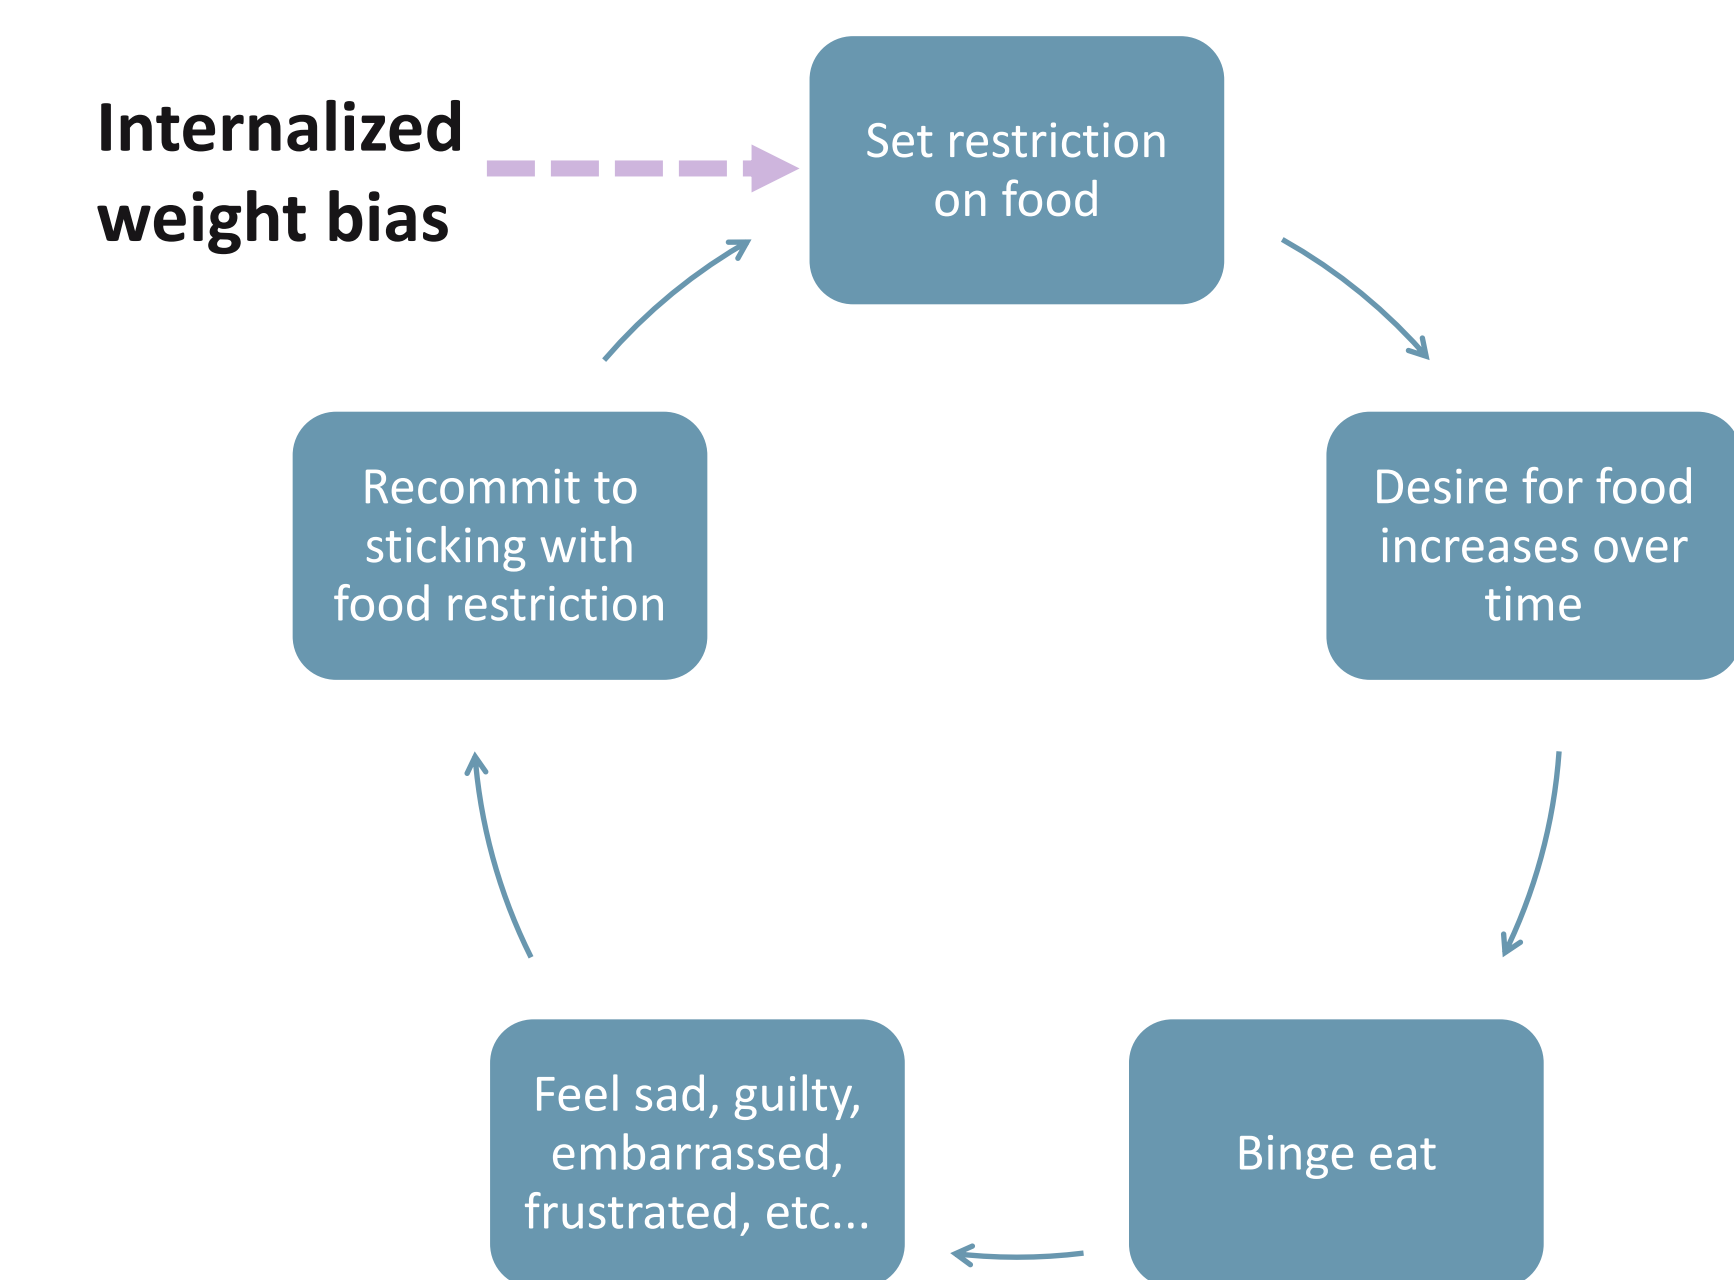 Internalized
weight bias
Set restriction
on food
Desire for food
increases over
time
Binge eat
Feel sad, guilty,
embarrassed,
frustrated, etc...
Recommit to
sticking with
food restriction